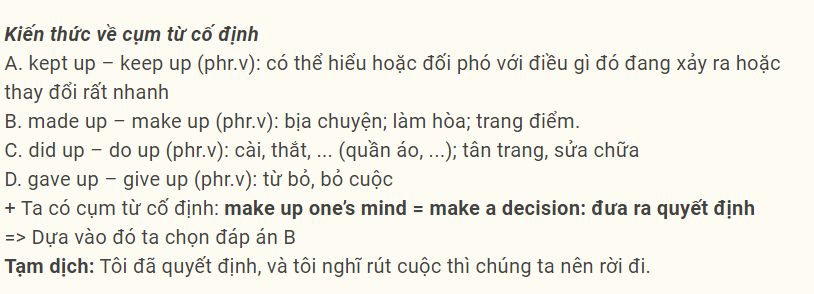 Kiến thức về cụm từ cố định
A. kept up – keep up (phr.v): có thể hiểu hoặc đối phó với điều gì đó đang xảy ra hoặc
thay đổi rất nhanh
B. made up – make up (phr.v): bịa chuyện; làm hòa; trang điểm.
C. did up – do up (phr.v): cài, thắt, ... (quần áo, ...); tân trang, sửa chữa
D. gave up – give up (phr.v): từ bỏ, bỏ cuộc
+ Ta có cụm từ cố định: make up one’s mind = make a decision: đưa ra quyết định
=> Dựa vào đó ta chọn đáp án B
Tạm dịch: Tôi đã quyết định, và tôi nghĩ rút cuộc thì chúng ta nên rời đi.